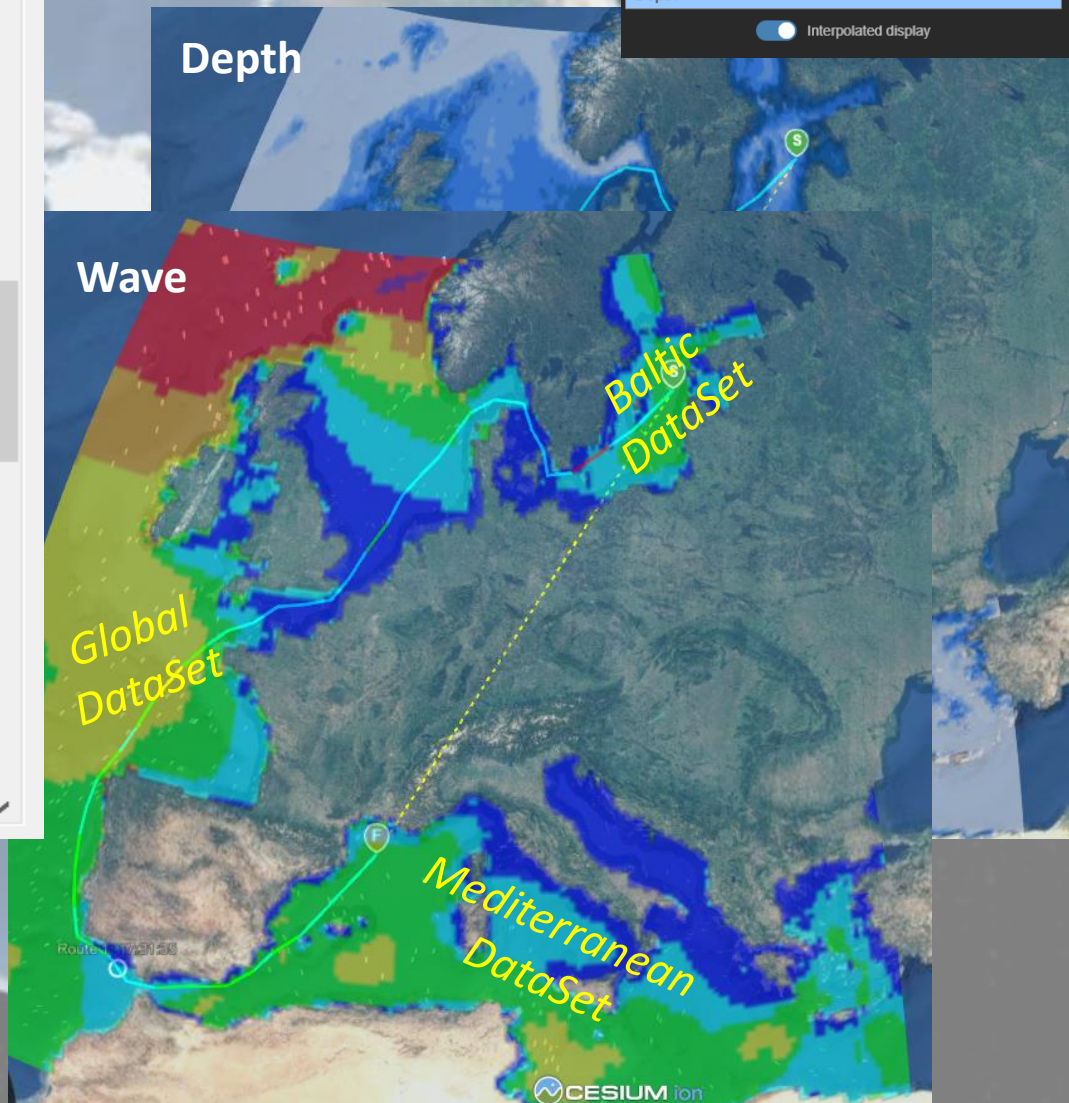 Interpolated display
Depth
S
Wave
Baltic
DataSet
S
Global
DataSet
F
Mediterranean
DataSet
CESIUM ion